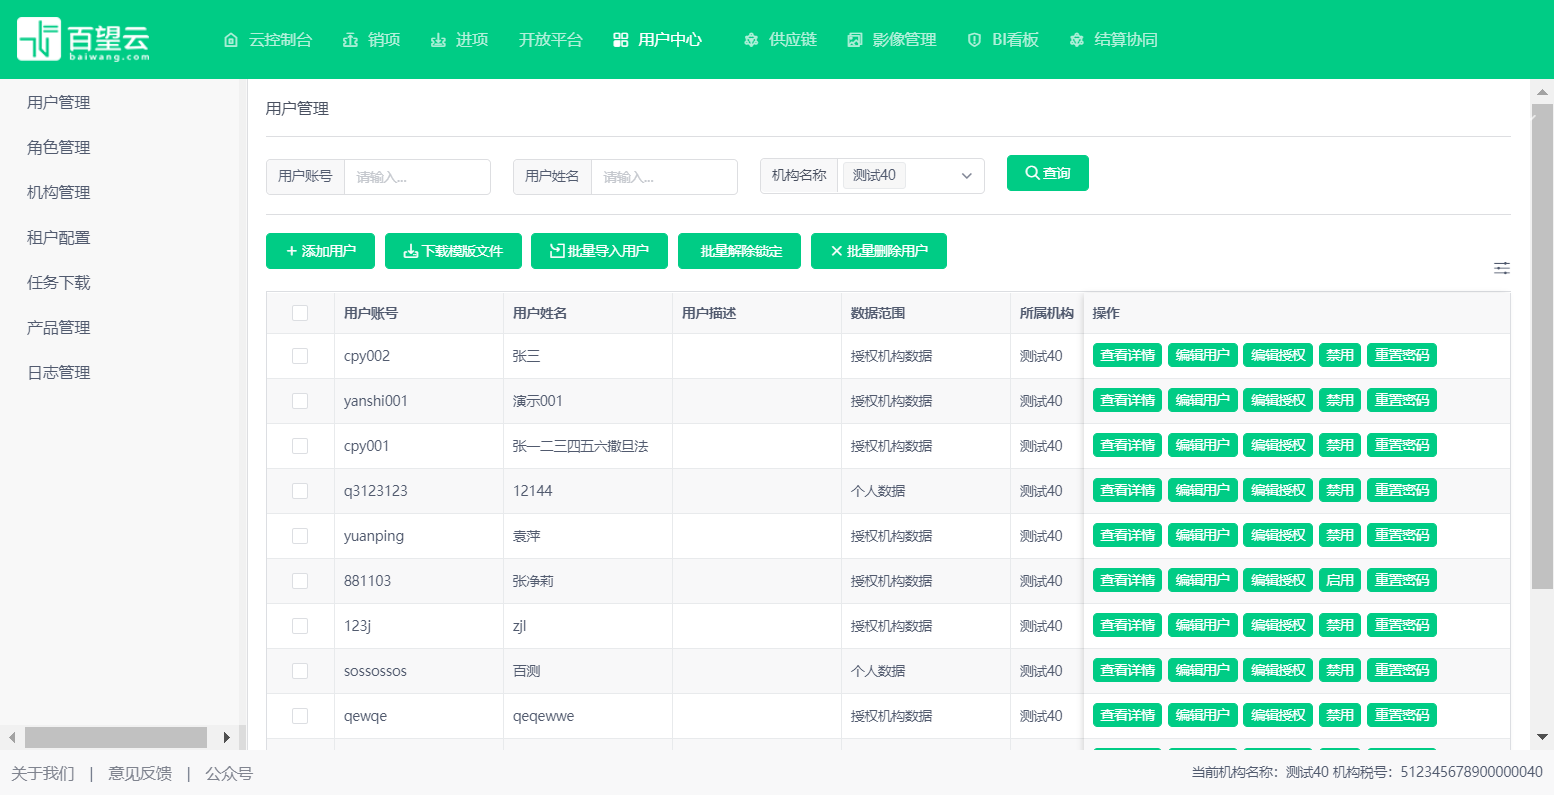 百望云
baiwang.com
云控制台 销项 进项 开放平台 用户中心 供应链 影像管理 BI看板 结算协同
用户管理
角色管理
机构管理
租户配置
任务下载
产品管理
日志管理
用户管理
用户账号 请输入... 用户姓名 请输入... 机构名称 测试40 查询
添加用户 下载模版文件 批量导入用户 批量解除锁定 批量删除用户
用户账号 用户姓名 用户描述 数据范围 所属机构 操作
cpy002 张三 授权机构数据 测试40 查看详情 编辑用户 编辑授权 禁用 重置密码
yanshi001 演示001 授权机构数据 测试40 查看详情 编辑用户 编辑授权 禁用 重置密码
cpy001 张一二三四五六撒旦法 授权机构数据 测试40 查看详情 编辑用户 编辑授权 禁用 重置密码
q3123123 12144 个人数据 测试40 查看详情 编辑用户 编辑授权 禁用 重置密码
yuanping 袁萍 授权机构数据 测试40 查看详情 编辑用户 编辑授权 禁用 重置密码
881103 张净莉 授权机构数据 测试40 查看详情 编辑用户 编辑授权 启用 重置密码
123j zjl 授权机构数据 测试40 查看详情 编辑用户 编辑授权 禁用 重置密码
sossossos 百测 个人数据 测试40 查看详情 编辑用户 编辑授权 禁用 重置密码
qewqe qeqewwe 授权机构数据 测试40 查看详情 编辑用户 编辑授权 禁用 重置密码
关于我们 | 意见反馈 | 公众号
当前机构名称：测试40 机构税号：512345678900000040